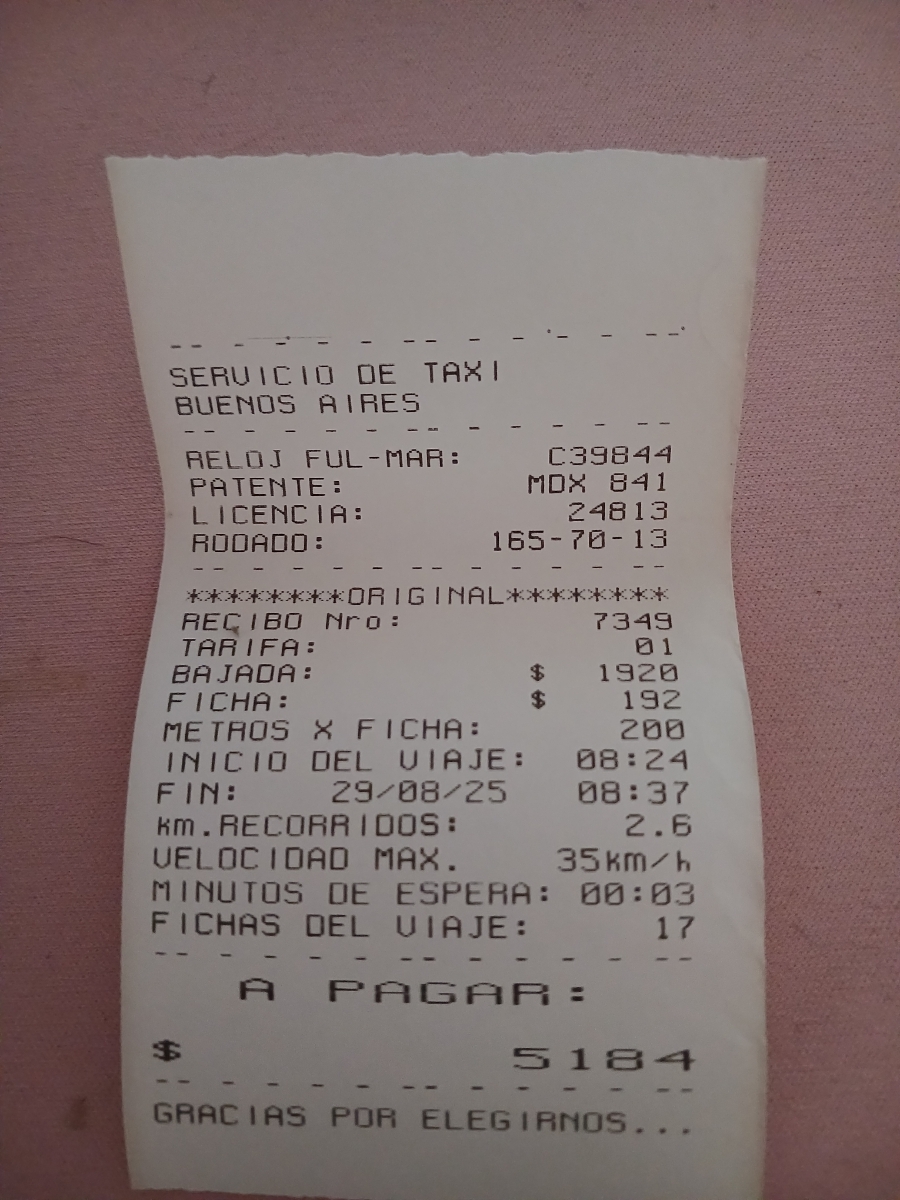 -- - - - - -- - - - - --
SERVICIO DE TAXI
BUENOS AIRES
-- - - - - -- - - - - --
RELOJ FUL-MAR: C39844
PATENTE: MDX 841
LICENCIA: 24813
RODADO: 165-70-13
-- - - - - -- - - - - --
********ORIGINAL********
RECIBO Nro: 7349
TARIFA: 01
BAJADA: $ 1920
FICHA: $ 192
METROS X FICHA: 200
INICIO DEL VIAJE: 08:24
FIN: 29/08/25 08:37
km.RECORRIDOS: 2.6
VELOCIDAD MAX. 35km/h
MINUTOS DE ESPERA: 00:03
FICHAS DEL VIAJE: 17
-- - - - - -- - - - - --
A PAGAR:
$ 5184
-- - - - - -- - - - - --
GRACIAS POR ELEGIRNOS...